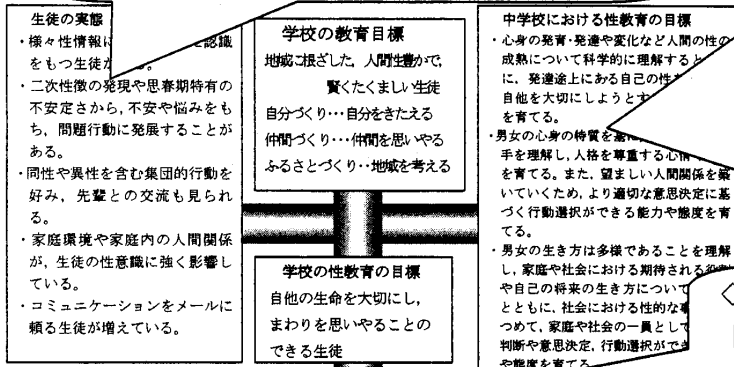 生徒の実態
・様々性情報に 認識
をもつ生徒が る。
・二次性徴の発現や思春期特有の
不安定さから，不安や悩みをも
ち，問題行動に発展することが
ある。
・同性や異性を含む集団的行動を
好み，先輩との交流も見られ
る。
・家庭環境や家庭内の人間関係
が，生徒の性意識に強く影響し
ている。
・コミュニケーションをメールに
頼る生徒が増えている。
学校の教育目標
地域に根ざした，人間性豊かで，
賢くたくましい生徒
自分づくり…自分をきたえる
仲間づくり…仲間を思いやる
ふるさとづくり‥地域を考える
学校の性教育の目標
自他の生命を大切にし，
まわりを思いやることの
できる生徒
中学校における性教育の目標
・心身の発育・発達や変化など人間の性の
成熟について科学的に理解すると
に，発達途上にある自己の性
自他を大切にしようとす
を育てる。
・男女の心身の特質を
手を理解し，人格を尊重する心情
を育てる。また，望ましい人間関係を築
いていくため，より適切な意思決定に基
づく行動選択ができる能力や態度を育
てる。
・男女の生き方は多様であることを理解
し，家庭や社会における期待される
や自己の将来の生き方について
とともに，社会における性的な
つめて，家庭や社会の一員として
判断や意思決定，行動選択ができ
や態度を育てる